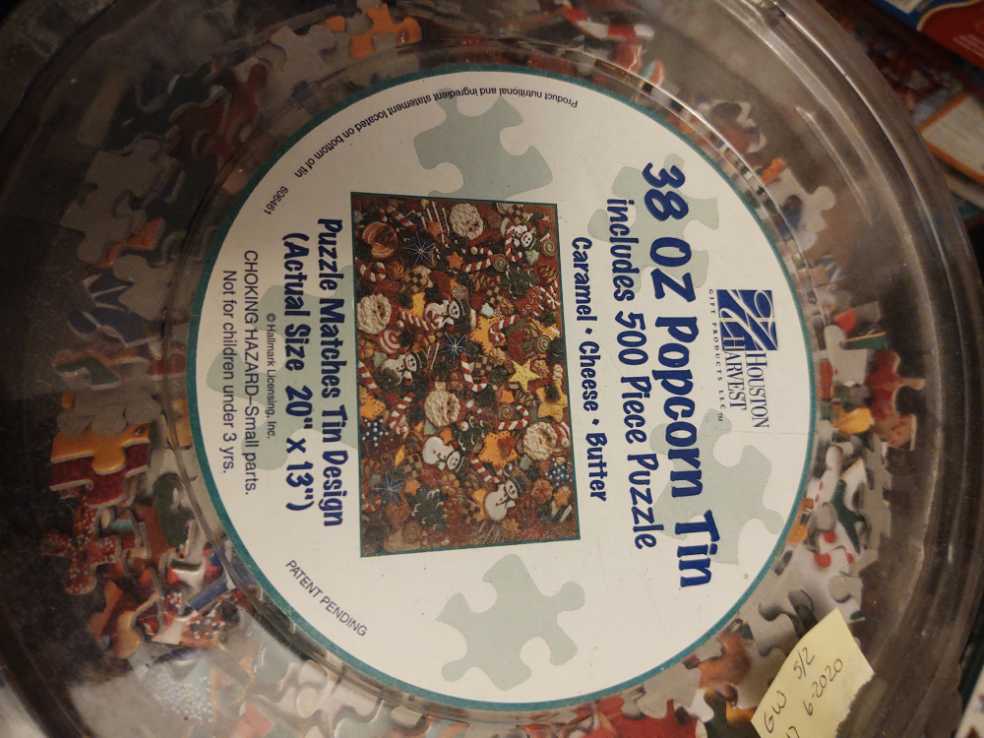 HOUSTON
HARVEST
GIFT PRODUCTS LLC™
38 OZ Popcorn Tin
includes 500 Piece Puzzle
Caramel • Cheese • Butter
Puzzle Matches Tin Design
(Actual Size 20" x 13")
© Hallmark Licensing, Inc.
CHOKING HAZARD–Small parts.
Not for children under 3 yrs.
Product nutritional and ingredient statement located on bottom of tin
606461
PATENT PENDING
GW 5/2
6-2020